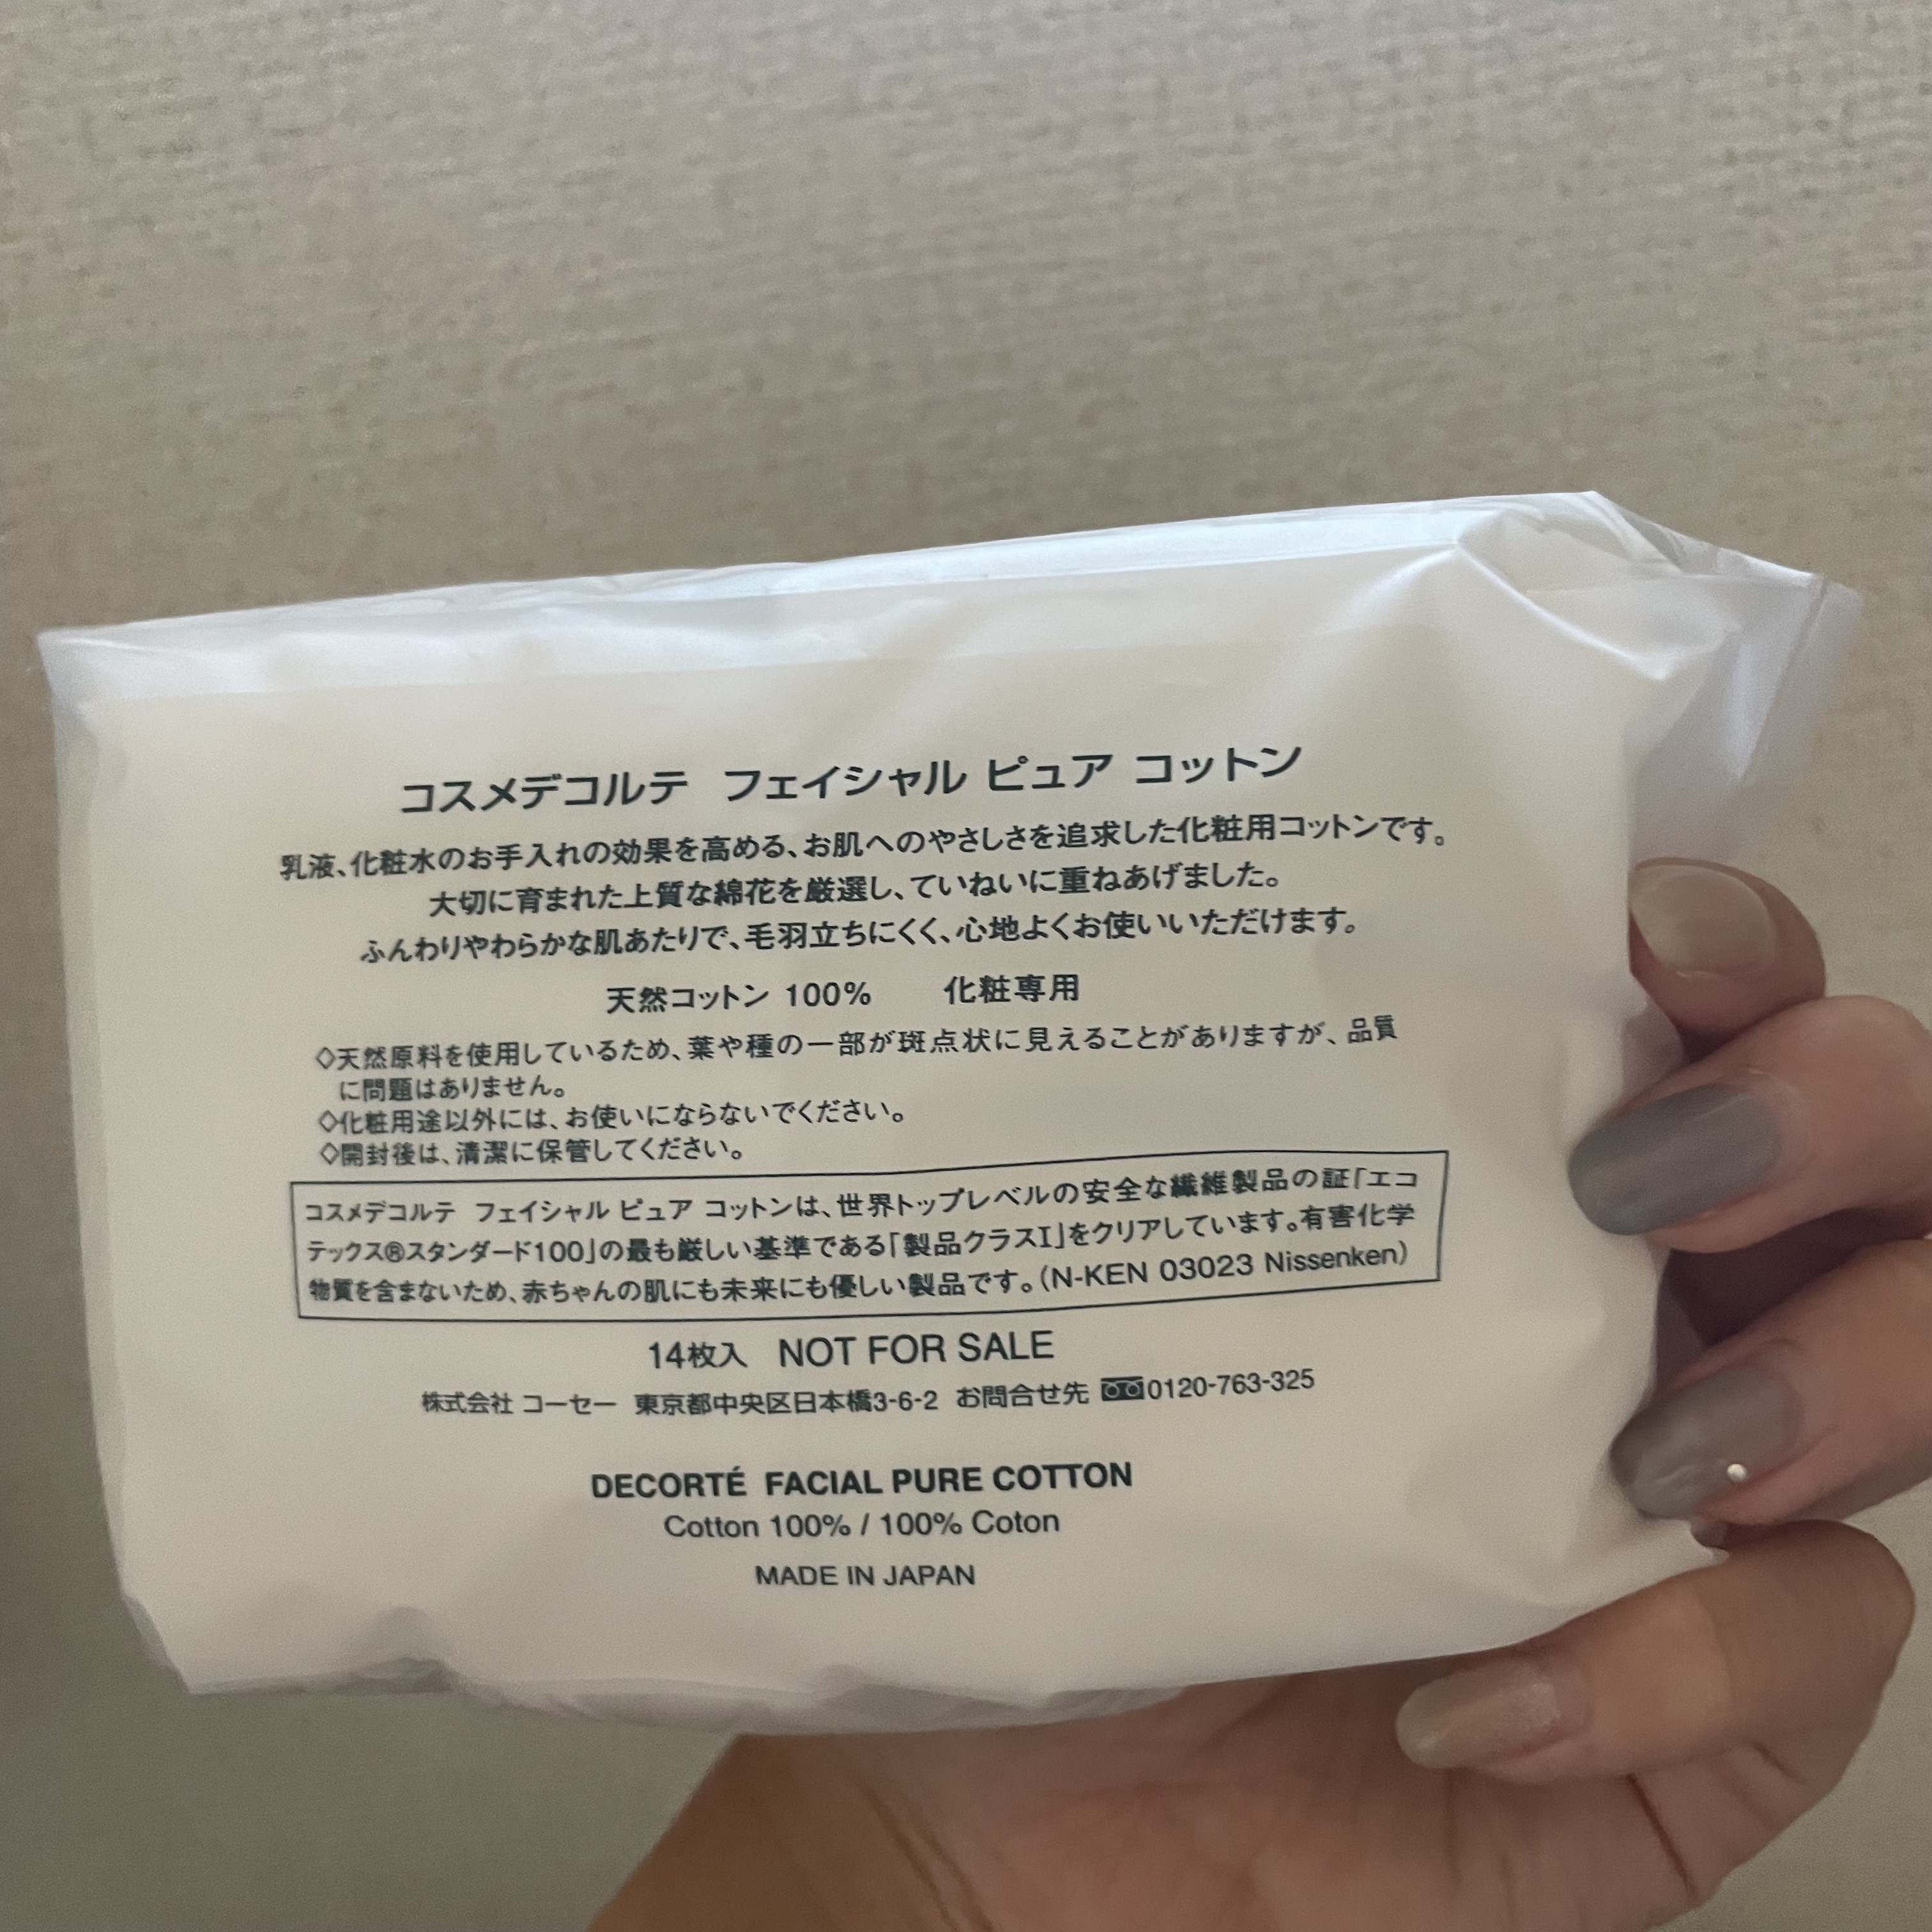 コスメデコルテ フェイシャル ピュア コットン
乳液、化粧水のお手入れの効果を高める、お肌へのやさしさを追求した化粧用コットンです。
大切に育まれた上質な綿花を厳選し、ていねいに重ねあげました。
ふんわりやわらかな肌あたりで、毛羽立ちにくく、心地よくお使いいただけます。
天然コットン 100% 化粧専用
◇天然原料を使用しているため、葉や種の一部が斑点状に見えることがありますが、品質
に問題はありません。
◇化粧用途以外には、お使いにならないでください。
◇開封後は、清潔に保管してください。
コスメデコルテ フェイシャル ピュア コットンは、世界トップレベルの安全な繊維製品の証「エコ
テックス®スタンダード100」の最も厳しい基準である「製品クラスI」をクリアしています。有害化学
物質を含まないため、赤ちゃんの肌にも未来にも優しい製品です。(N-KEN 03023 Nissenken)
14枚入 NOT FOR SALE
株式会社 コーセー 東京都中央区日本橋3-6-2 お問合せ先 0120-763-325
DECORTÉ FACIAL PURE COTTON
Cotton 100% / 100% Coton
MADE IN JAPAN